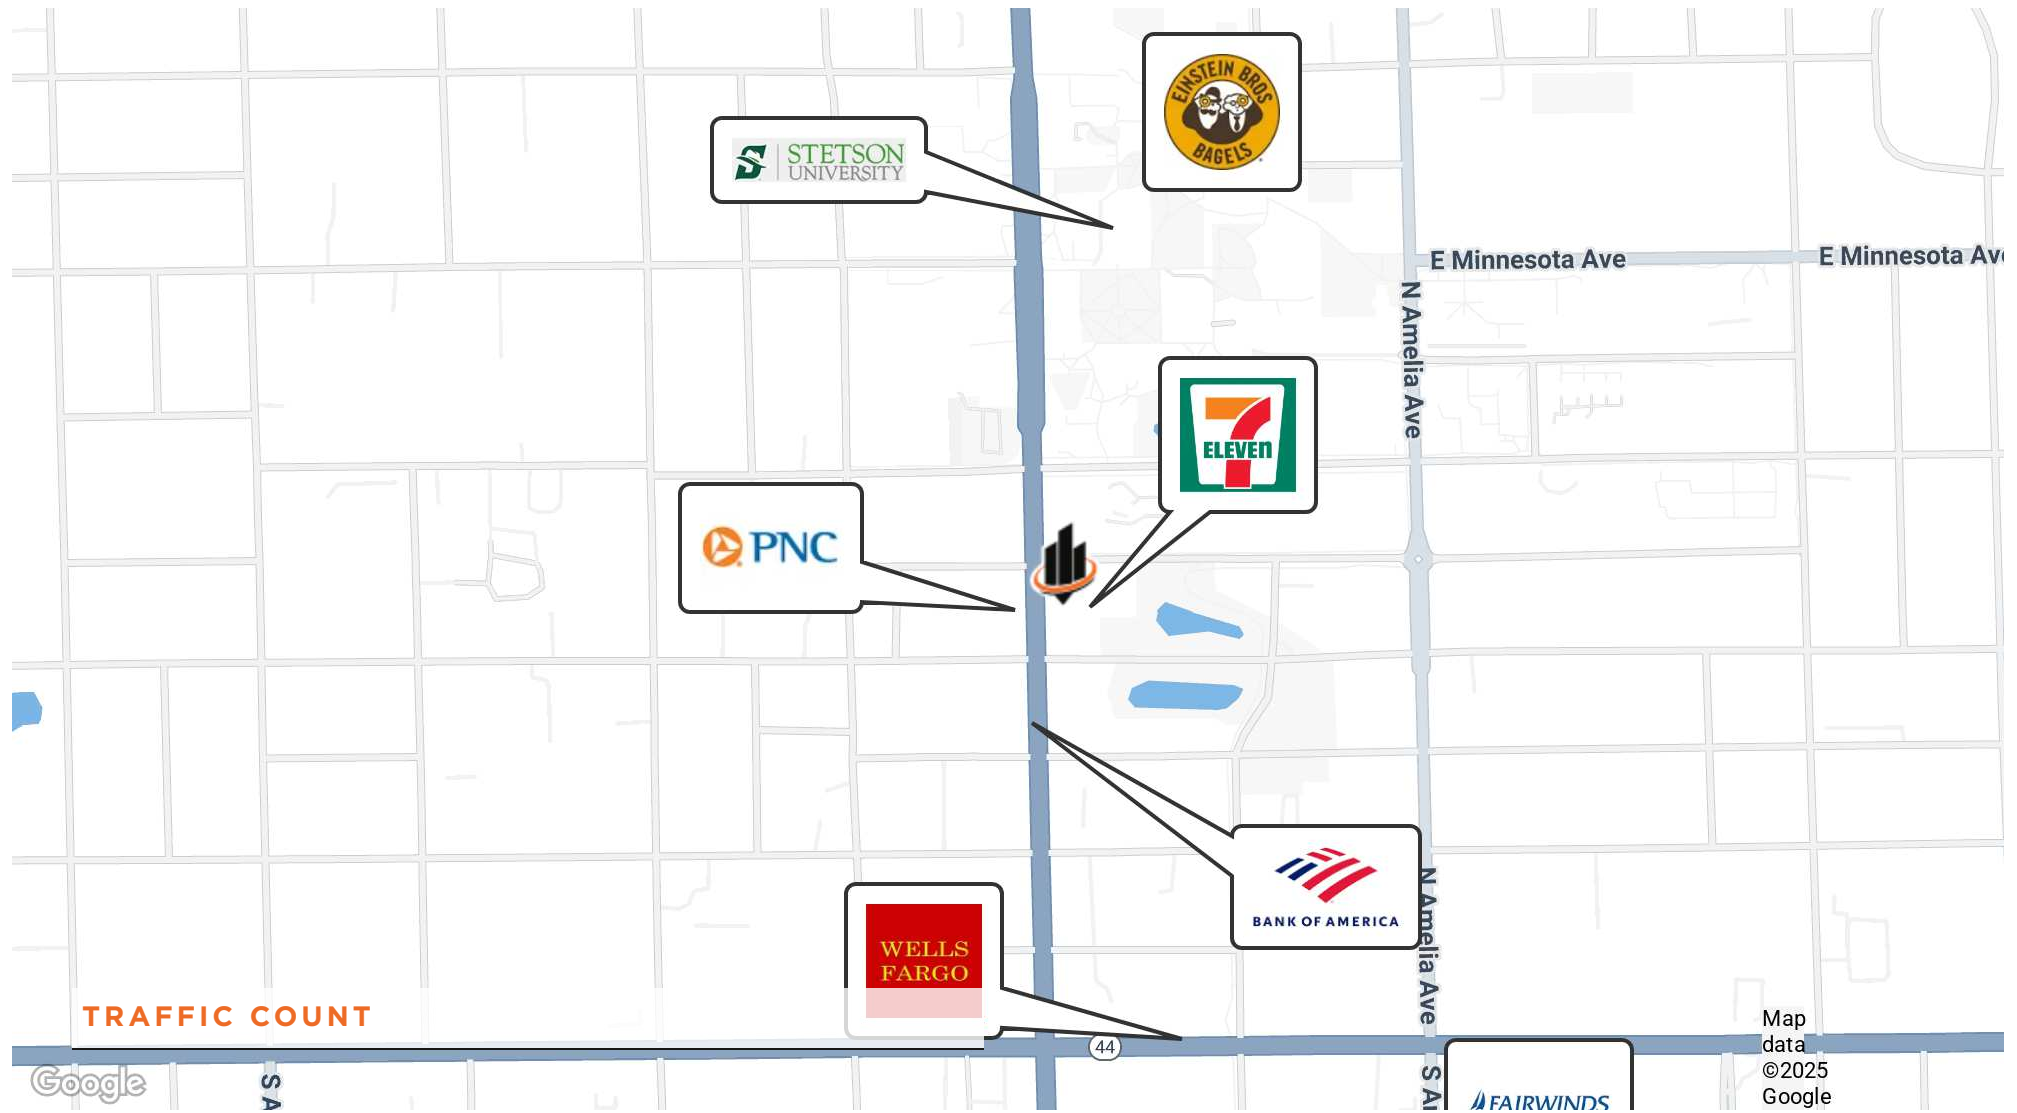 EINSTEIN BROS
BAGELS
STETSON
UNIVERSITY
E Minnesota Ave
E Minnesota Ave
N Amelia Ave
7
ELEVEn
PNC
BANK OF AMERICA
N Amelia Ave
WELLS
FARGO
TRAFFIC COUNT
44
Map
data
©2025
Google
Google
S A
S A
FAIRWINDS